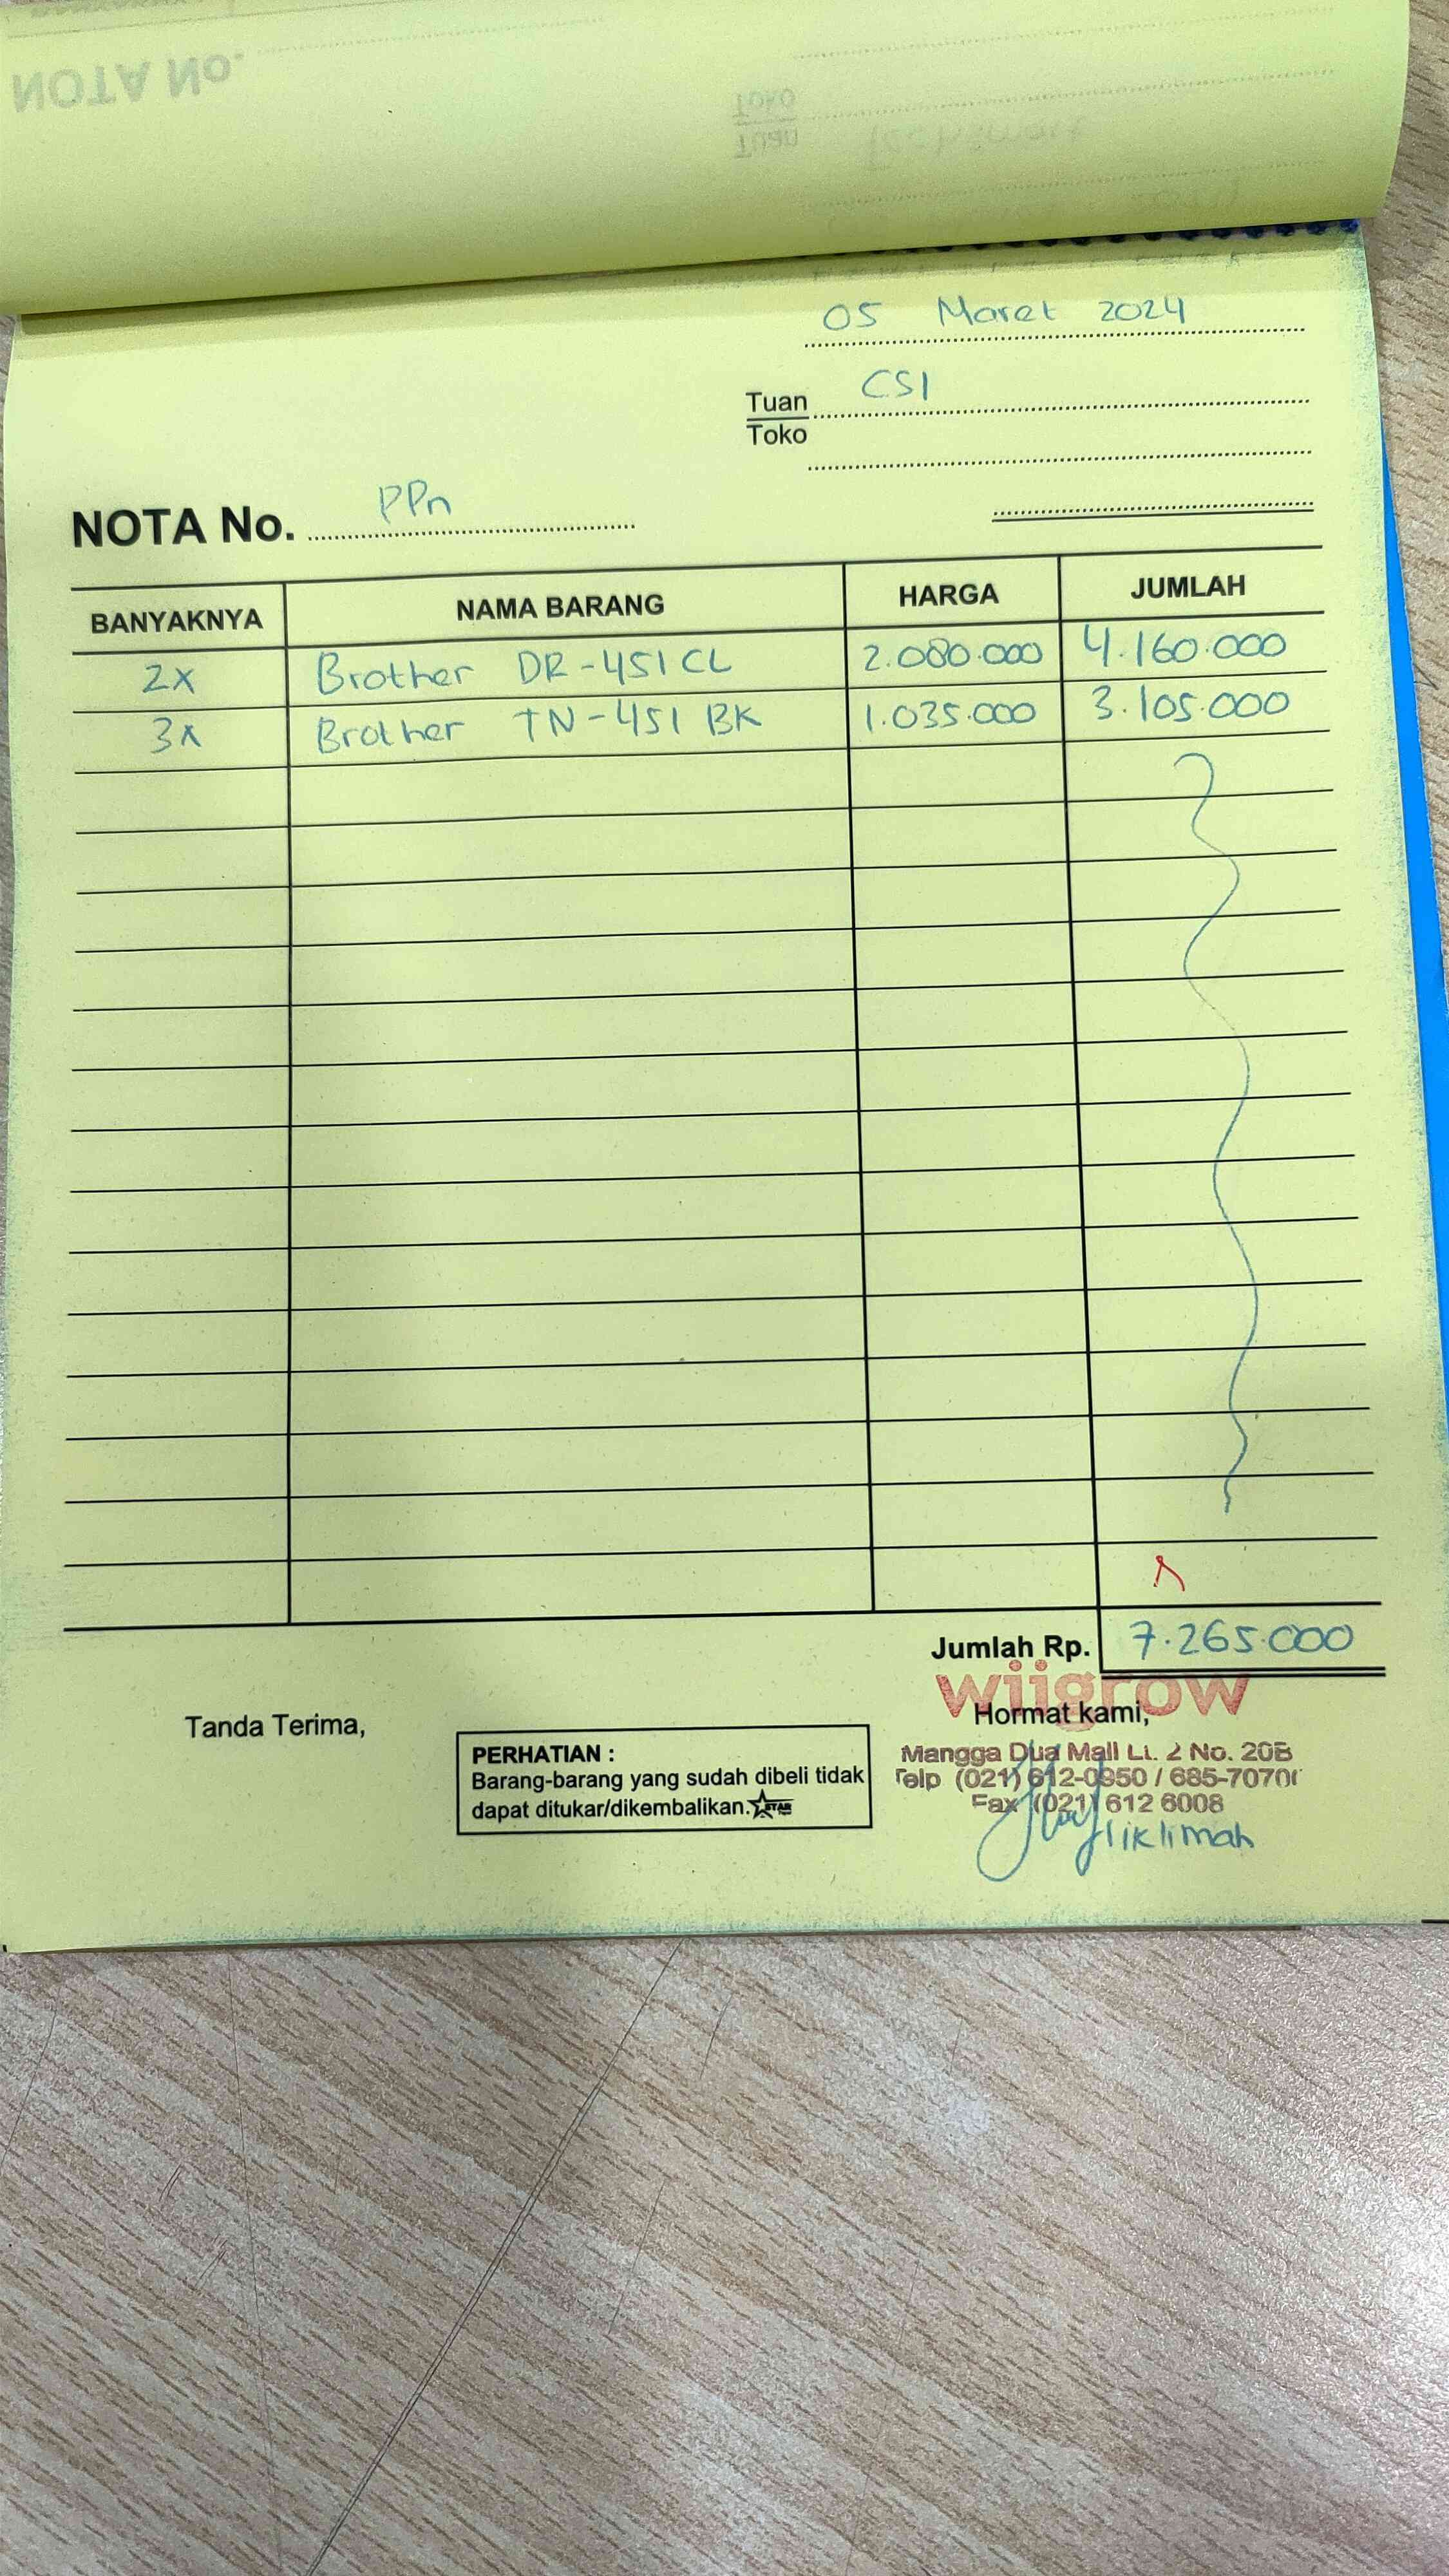 NOTA No.
Toko
Tuan
05 Maret 2024
Tuan CSI
Toko
NOTA No. PPn
BANYAKNYA NAMA BARANG HARGA JUMLAH
2x Brother DR-451 CL 2.080.000 4.160.000
3x Brother TN-451 BK 1.035.000 3.105.000
Jumlah Rp. 7.265.000
wiigrow
Tanda Terima, Hormat kami,
PERHATIAN :
Barang-barang yang sudah dibeli tidak
dapat ditukar/dikembalikan. STAR
Mangga Dua Mall Lt. 2 No. 20B
Telp (021) 612-0950 /
Fax (021) 612 6008